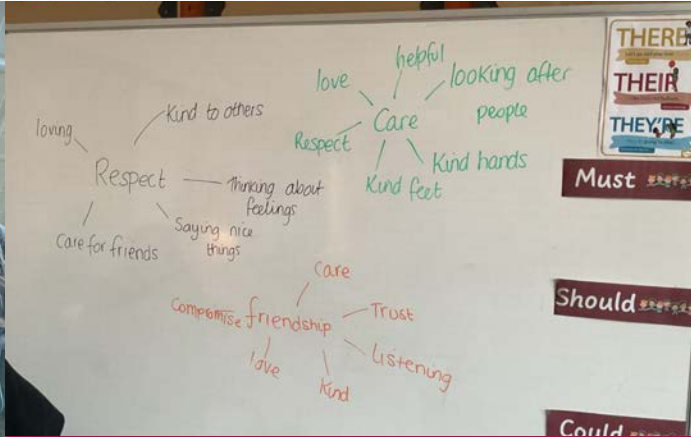 loving
Kind to others
Respect
Thinking about
feelings
Saying nice
things
Care for friends
helpful
love
looking after
people
Care
Respect
Kind hands
Kind feet
Care
Compromise
friendship
Trust
Listening
love
Kind
THERE
THEIR
THEY'RE
Must
Should
Could